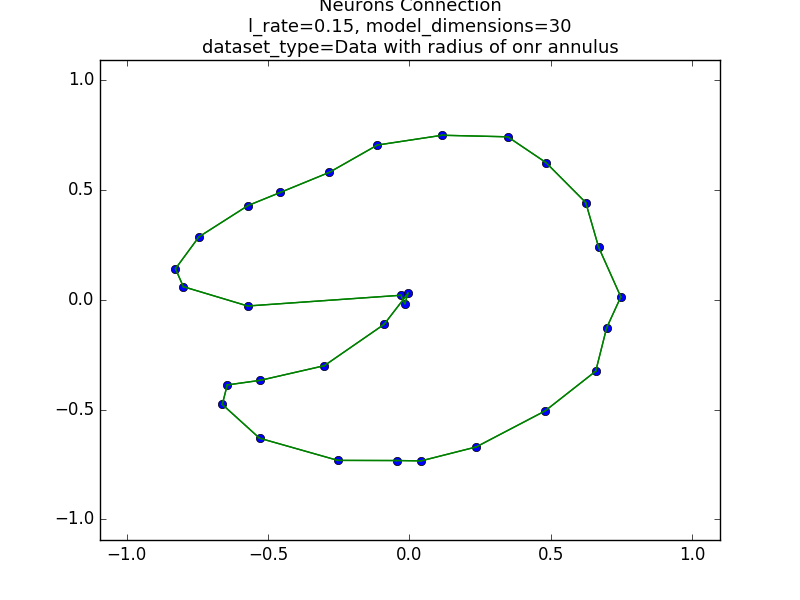 Neurons Connection
l_rate=0.15, model_dimensions=30
dataset_type=Data with radius of onr annulus
1.0
0.5
0.0
−0.5
−1.0
−1.0 −0.5 0.0 0.5 1.0